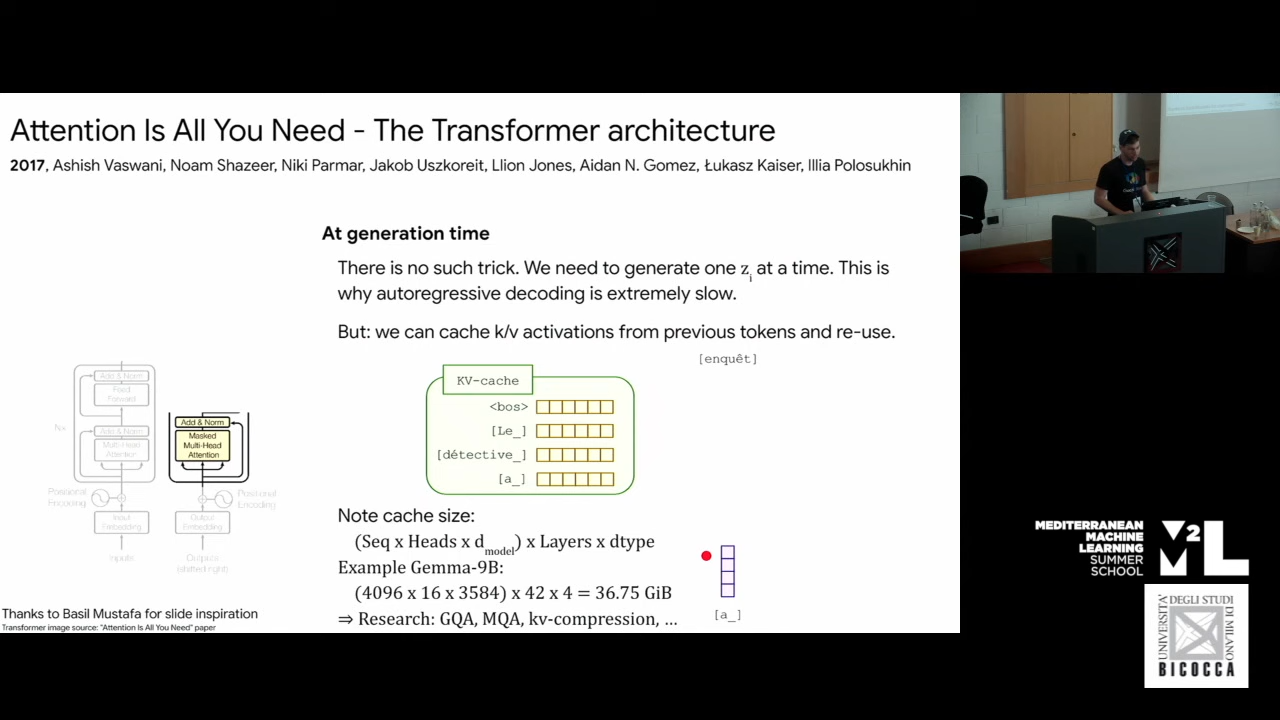 Attention Is All You Need - The Transformer architecture
2017, Ashish Vaswani, Noam Shazeer, Niki Parmar, Jakob Uszkoreit, Llion Jones, Aidan N. Gomez, Łukasz Kaiser, Illia Polosukhin
At generation time
There is no such trick. We need to generate one zi at a time. This is
why autoregressive decoding is extremely slow.
But: we can cache k/v activations from previous tokens and re-use.
[enquêt]
KV-cache
<bos>
[Le_]
[détective_]
[a_]
Note cache size:
(Seq x Heads x dmodel) x Layers x dtype
Example Gemma-9B:
(4096 x 16 x 3584) x 42 x 4 = 36.75 GiB
⇒ Research: GQA, MQA, kv-compression, ...
[a_]
Add & Norm
Feed
Forward
Nx
Add & Norm
Multi-Head
Attention
Positional
Encoding
Input
Embedding
Inputs
Add & Norm
Masked
Multi-Head
Attention
Positional
Encoding
Output
Embedding
Outputs
(shifted right)
Thanks to Basil Mustafa for slide inspiration
Transformer image source: "Attention Is All You Need" paper
MEDITERRANEAN
MACHINE
LEARNING
SUMMER
SCHOOL
M2L
UNIVERSITÀ
DEGLI STUDI
DI MILANO
BICOCCA